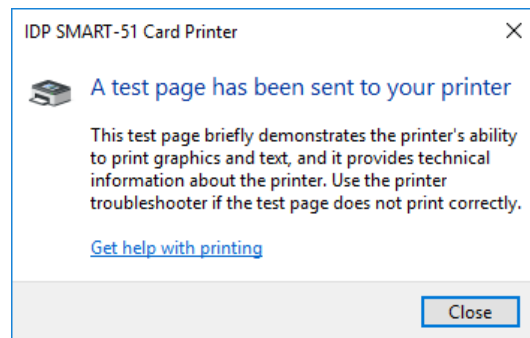 IDP SMART-51 Card Printer
A test page has been sent to your printer
This test page briefly demonstrates the printer's ability
to print graphics and text, and it provides technical
information about the printer. Use the printer
troubleshooter if the test page does not print correctly.
Get help with printing
Close